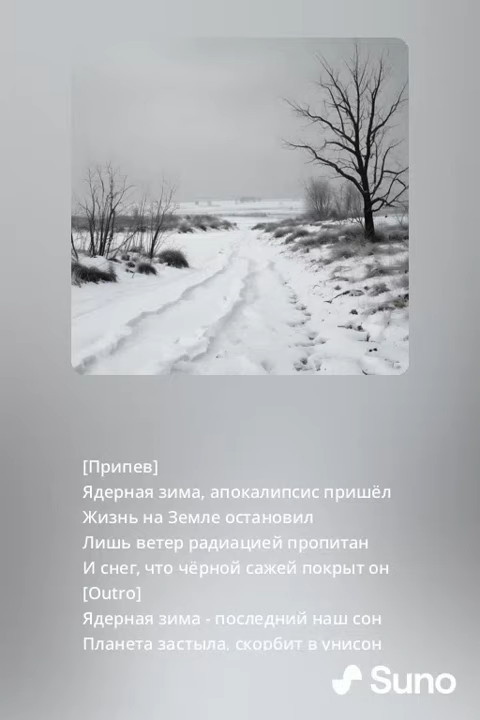 [Припев]
Ядерная зима, апокалипсис пришёл
Жизнь на Земле остановил
Лишь ветер радиацией пропитан
И снег, что чёрной сажей покрыт он
[Outro]
Ядерная зима - последний наш сон
Планета застыла, скорбит в унисон
Suno